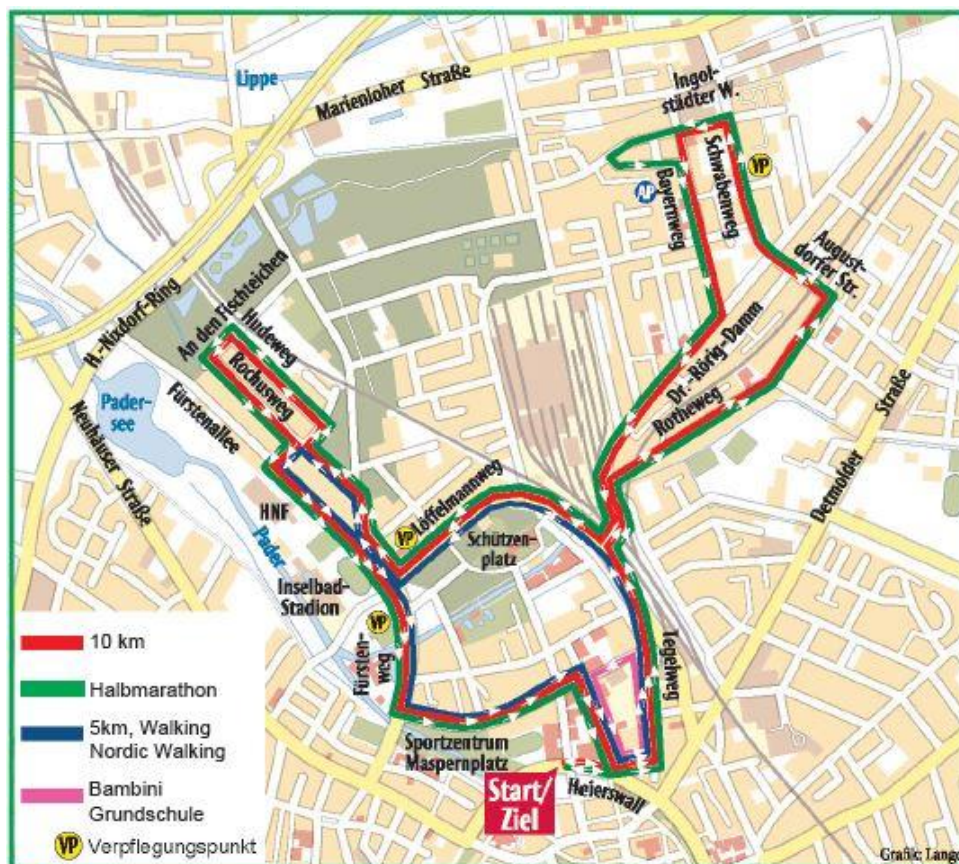 Lippe
Marienloher Straße
Ingol-
städter W.
Schwabenweg
VP
Bayernweg
AP
August-
dorfer Str.
H.-Nixdorf-Ring
An den Fischteichen
Hudeweg
Rochusweg
Dr.-Rörig-Damm
Rotheweg
Detmolder Straße
Pader-
see
Fürstenallee
Neuhäuser
Straße
HNF
Pader
VP
Löffelmannweg
Schützen-
platz
Inselbad-
Stadion
VP
Fürsten-
weg
Tegelweg
Sportzentrum
Maspernplatz
Heierswall
Start/
Ziel
10 km
Halbmarathon
5km, Walking
Nordic Walking
Bambini
Grundschule
VP Verpflegungspunkt
Grafik: Lange